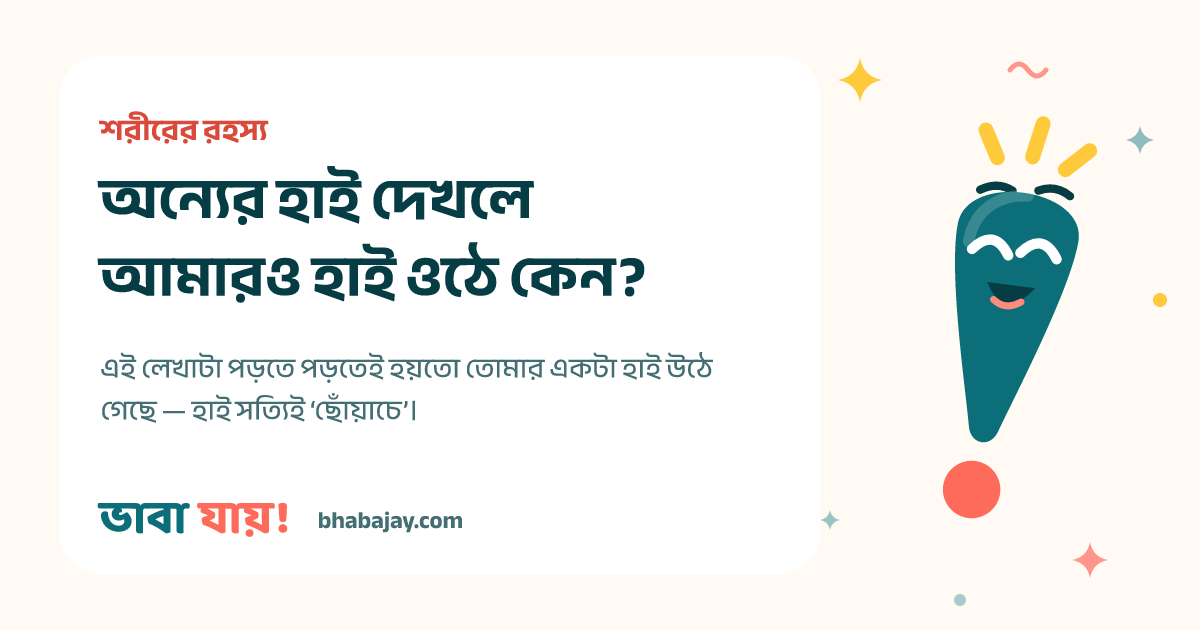 শরীরের রহস্য
অন্যের হাই দেখলে
আমারও হাই ওঠে কেন?
এই লেখাটা পড়তে পড়তেই হয়তো তোমার একটা হাই উঠে
গেছে — হাই সত্যিই ‘ছোঁয়াচে’।
ভাবা যায়! bhabajay.com